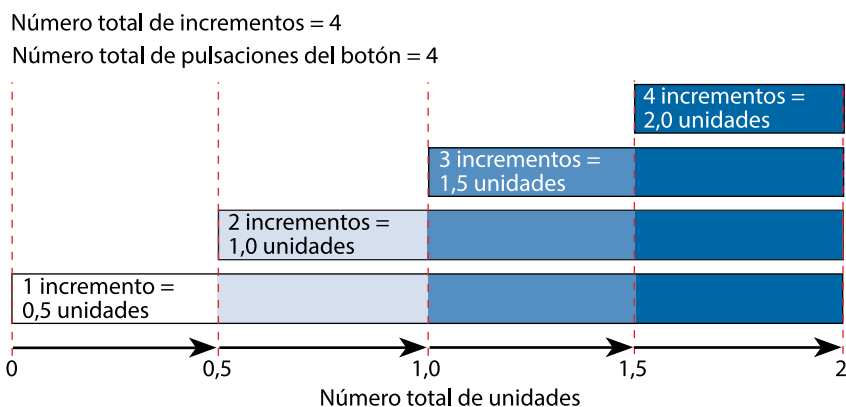 Número total de incrementos = 4
Número total de pulsaciones del botón = 4
4 incrementos =
2,0 unidades
3 incrementos =
1,5 unidades
2 incrementos =
1,0 unidades
1 incremento =
0,5 unidades
0 0,5 1,0 1,5 2
Número total de unidades